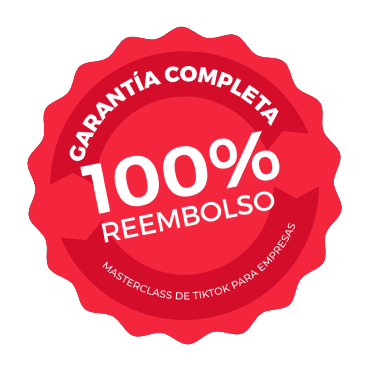 GARANTÍA COMPLETA
100%
REEMBOLSO
MASTERCLASS DE TIKTOK PARA EMPRESAS